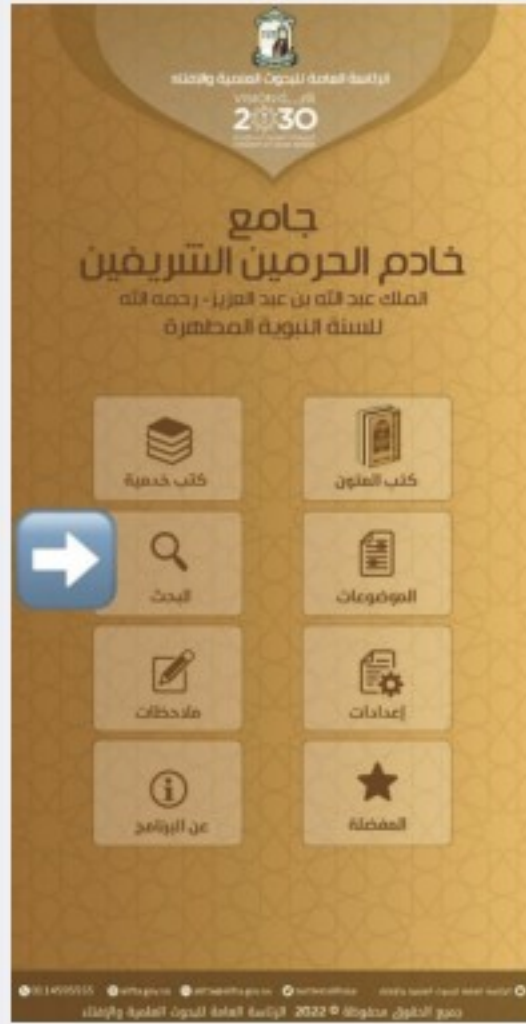 الرئاسة العامة للبحوث العلمية والإفتاء
VISION رؤية
2030
جامع
خادم الحرمين الشريفين
الملك عبد الله بن عبد العزيز - رحمه الله
للسنة النبوية المطهرة
كتب المتون
كتب خدمية
الموضوعات
البحث
إعدادات
ملاحظات
المفضلة
عن البرنامج
جميع الحقوق محفوظة © 2022 الرئاسة العامة للبحوث العلمية والإفتاء